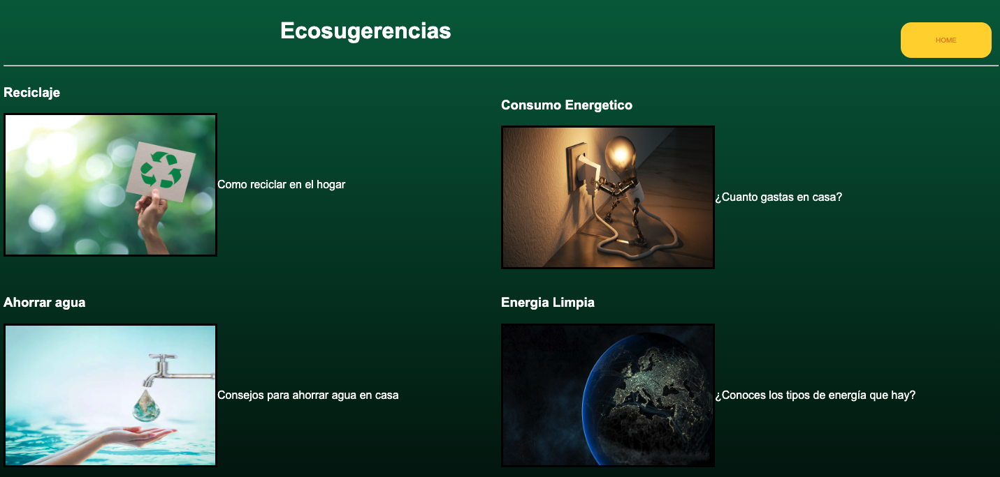 Ecosugerencias
HOME
Reciclaje
Como reciclar en el hogar
Consumo Energetico
¿Cuanto gastas en casa?
Ahorrar agua
Consejos para ahorrar agua en casa
Energia Limpia
¿Conoces los tipos de energía que hay?